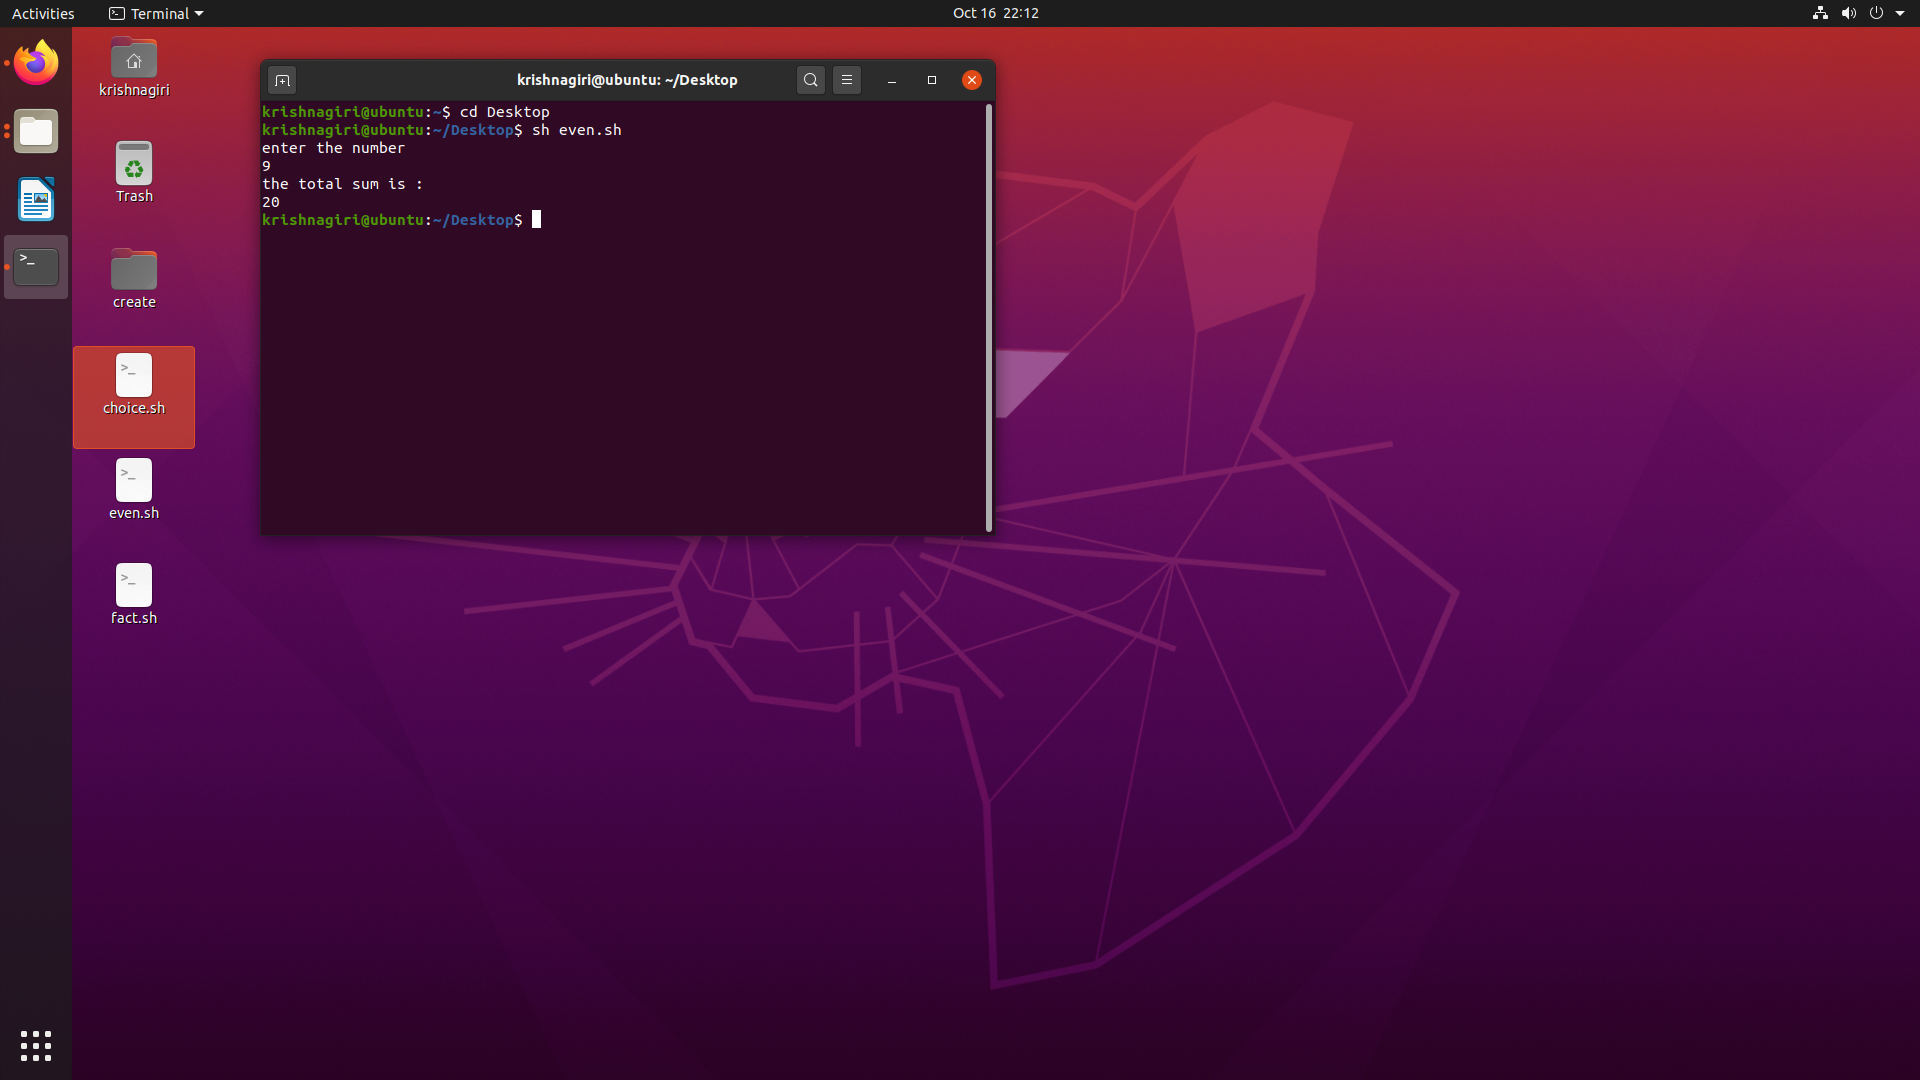 Activities
Terminal
Oct 16 22:12
krishnagiri
Trash
create
choice.sh
even.sh
fact.sh
krishnagiri@ubuntu: ~/Desktop
krishnagiri@ubuntu:~$ cd Desktop
krishnagiri@ubuntu:~/Desktop$ sh even.sh
enter the number
9
the total sum is :
20
krishnagiri@ubuntu:~/Desktop$